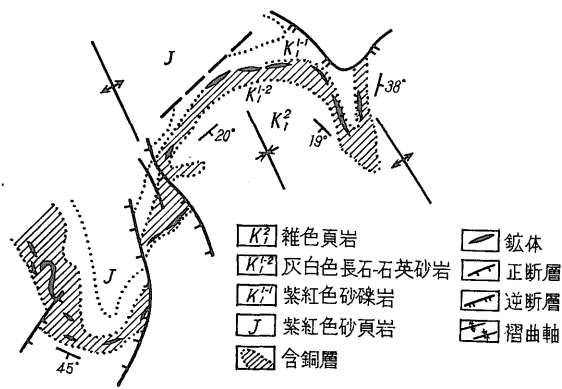 J
K₁¹⁻¹
K₁¹⁻²
K₁²
38°
20°
19°
J
45°
K₁² 雑色頁岩
K₁¹⁻² 灰白色長石-石英砂岩
K₁¹⁻¹ 紫紅色砂礫岩
J 紫紅色砂頁岩
含銅層
鉱体
正断層
逆断層
褶曲軸